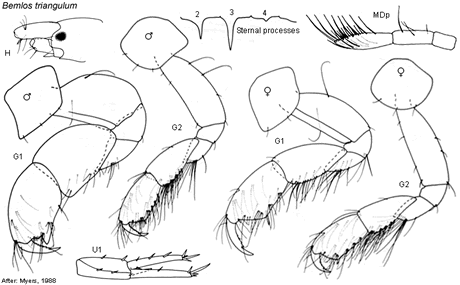 Bemlos triangulum
2 3 4
Sternal processes
MDp
H
♂
♂
♀
♀
G1
G2
G1
G2
U1
After: Myers, 1988